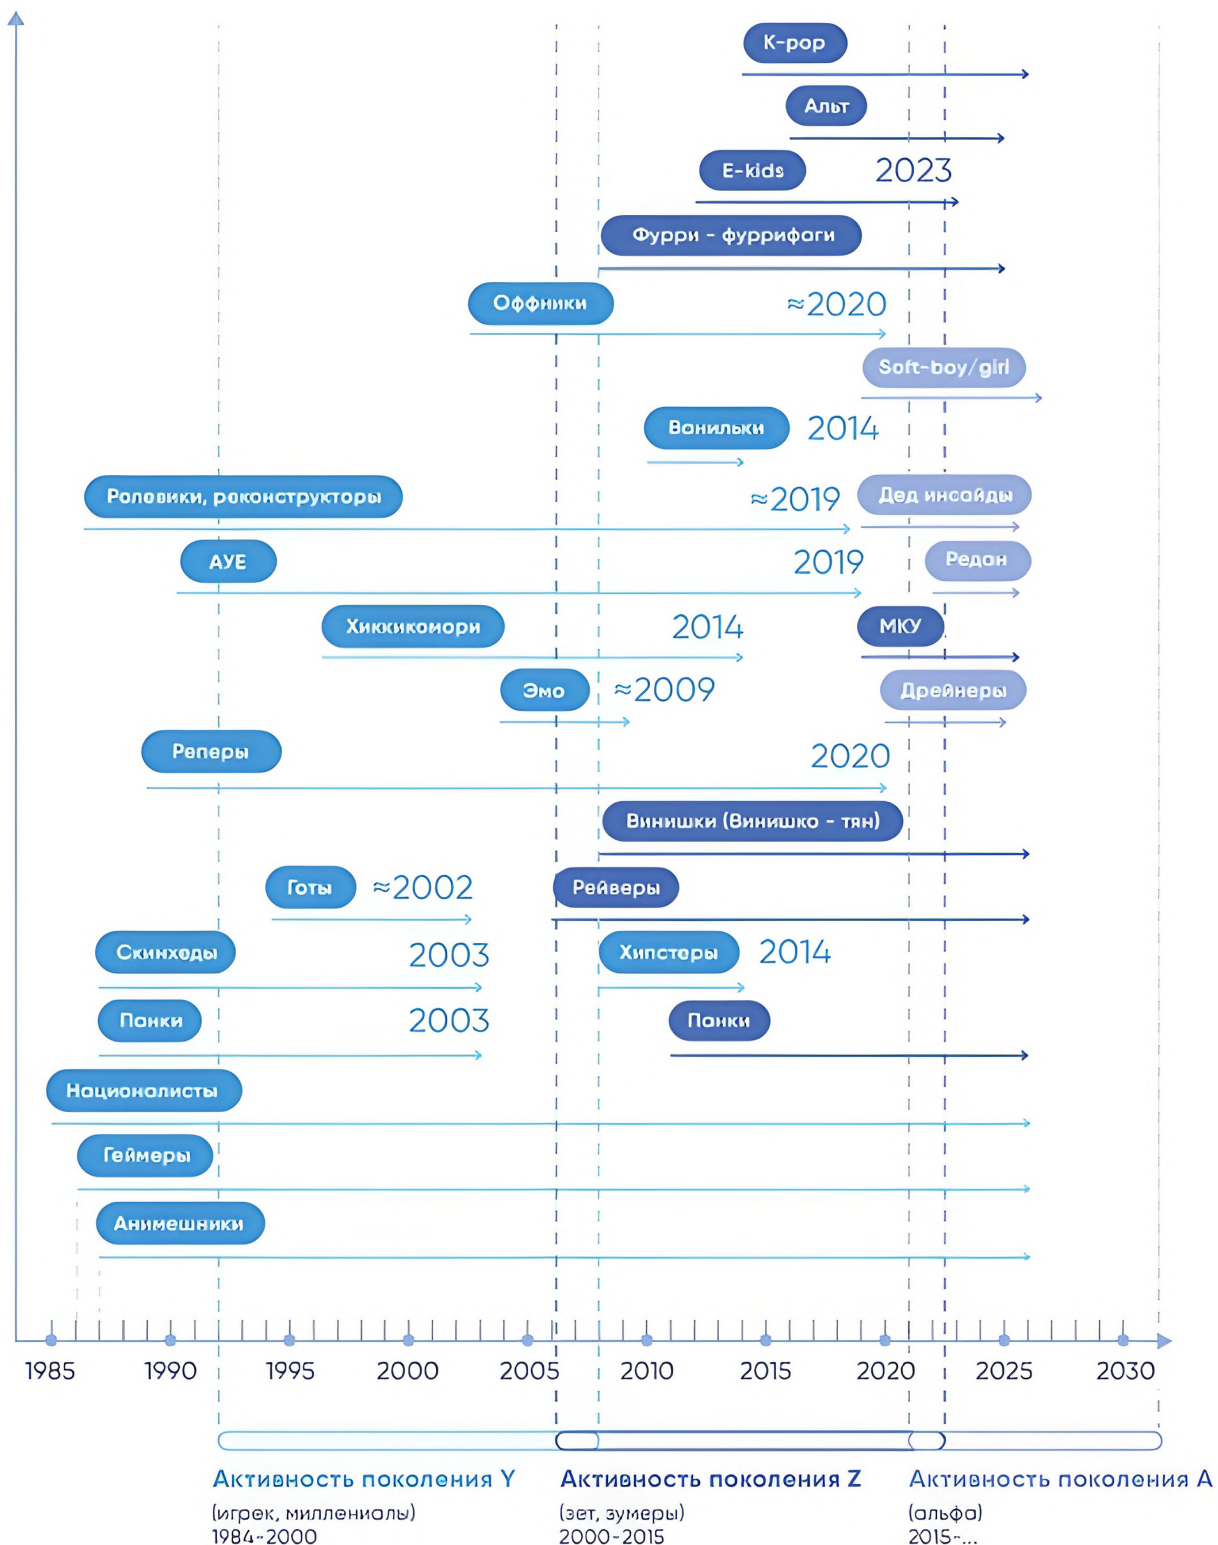 K-pop
Альт
E-kids 2023
Фурри - фуррифаги
Оффники ≈2020
Soft-boy/girl
Ванильки 2014
Ролевики, реконструкторы ≈2019 Дед инсайды
АУЕ 2019 Редан
Хиккикомори 2014 МКУ
Эмо ≈2009 Дрейнеры
Реперы 2020
Винишки (Винишко - тян)
Готы ≈2002 Рейверы
Скинхеды 2003 Хипстеры 2014
Панки 2003 Панки
Националисты
Геймеры
Анимешники
1985 1990 1995 2000 2005 2010 2015 2020 2025 2030
Активность поколения Y Активность поколения Z Активность поколения А
(игрек, миллениалы) (зет, зумеры) (альфа)
1984-2000 2000-2015 2015-...